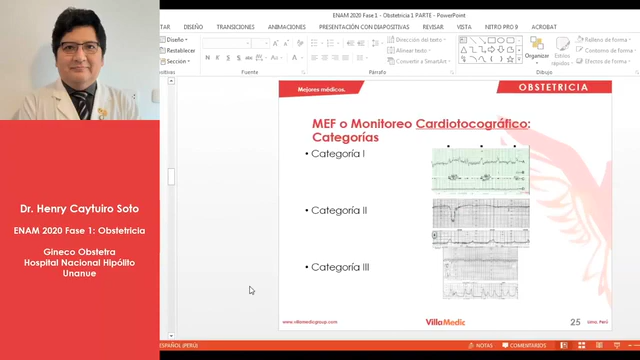 ENAM 2020 Fase 1 - Obstetricia 1 PARTE - PowerPoint
ARTE
DISEÑO
TRANSICIONES
ANIMACIONES
PRESENTACIÓN CON DIAPOSITIVAS
REVISAR
VISTA
NITRO PRO 9
ACROBAT
Diseño
Restablecer
Sección
Fuente
Dirección del texto
Alinear texto
Convertir a SmartArt
Párrafo
Organizar
Estilos
rápidos
Relleno de forma
Contorno de forma
Efectos de forma
Dibujo
Mejores médicos.
OBSTETRICIA
MEF o Monitoreo Cardiotocográfico:
Categorías
• Categoría I
• Categoría II
• Categoría III
www.villamedicgroup.com
VillaMedic
25
Lima, Perú
Dr. Henry Caytuiro Soto
ENAM 2020 Fase 1: Obstetricia
Gineco Obstetra
Hospital Nacional Hipólito
Unanue
ESPAÑOL (PERÚ)
NOTAS
COMENTARIOS